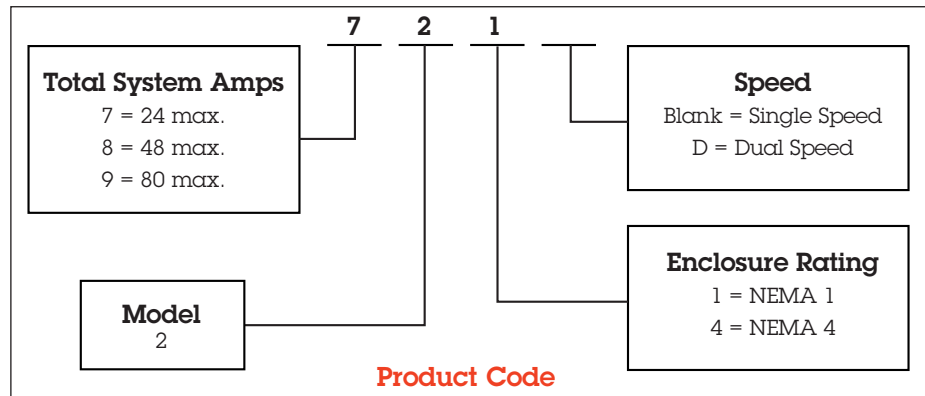 7 2 1
Total System Amps
7 = 24 max.
8 = 48 max.
9 = 80 max.
Speed
Blank = Single Speed
D = Dual Speed
Model
2
Enclosure Rating
1 = NEMA 1
4 = NEMA 4
Product Code